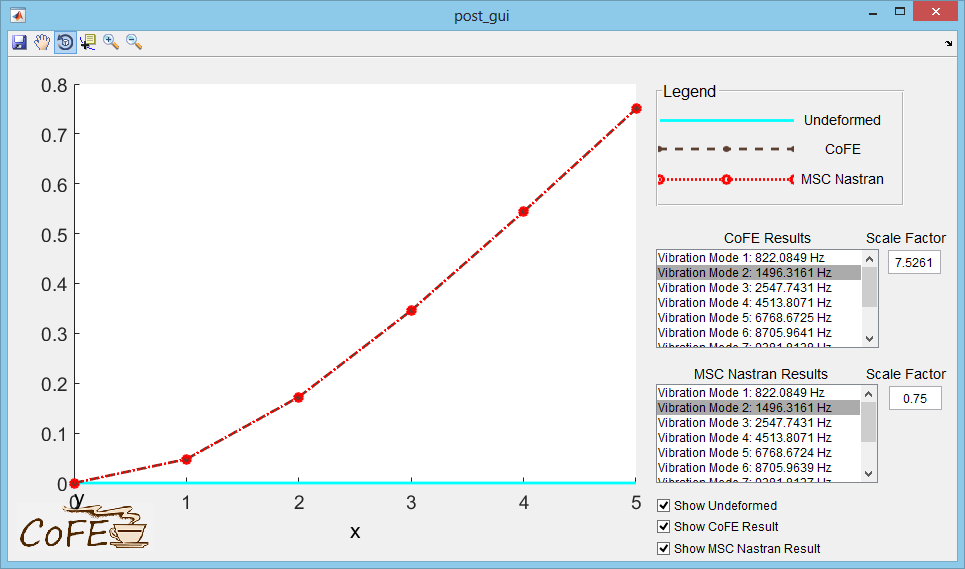 post_gui
0.8
0.7
0.6
0.5
0.4
0.3
0.2
0.1
0
y
0 1 2 3 4 5
x
CoFE
Legend
Undeformed
CoFE
MSC Nastran
CoFE Results Scale Factor
Vibration Mode 1: 822.0849 Hz 7.5261
Vibration Mode 2: 1496.3161 Hz
Vibration Mode 3: 2547.7431 Hz
Vibration Mode 4: 4513.8071 Hz
Vibration Mode 5: 6768.6725 Hz
Vibration Mode 6: 8705.9641 Hz
Vibration Mode 7:
MSC Nastran Results Scale Factor
Vibration Mode 1: 822.0849 Hz 0.75
Vibration Mode 2: 1496.3161 Hz
Vibration Mode 3: 2547.7431 Hz
Vibration Mode 4: 4513.8071 Hz
Vibration Mode 5: 6768.6724 Hz
Vibration Mode 6: 8705.9639 Hz
Vibration Mode 7:
Show Undeformed
Show CoFE Result
Show MSC Nastran Result